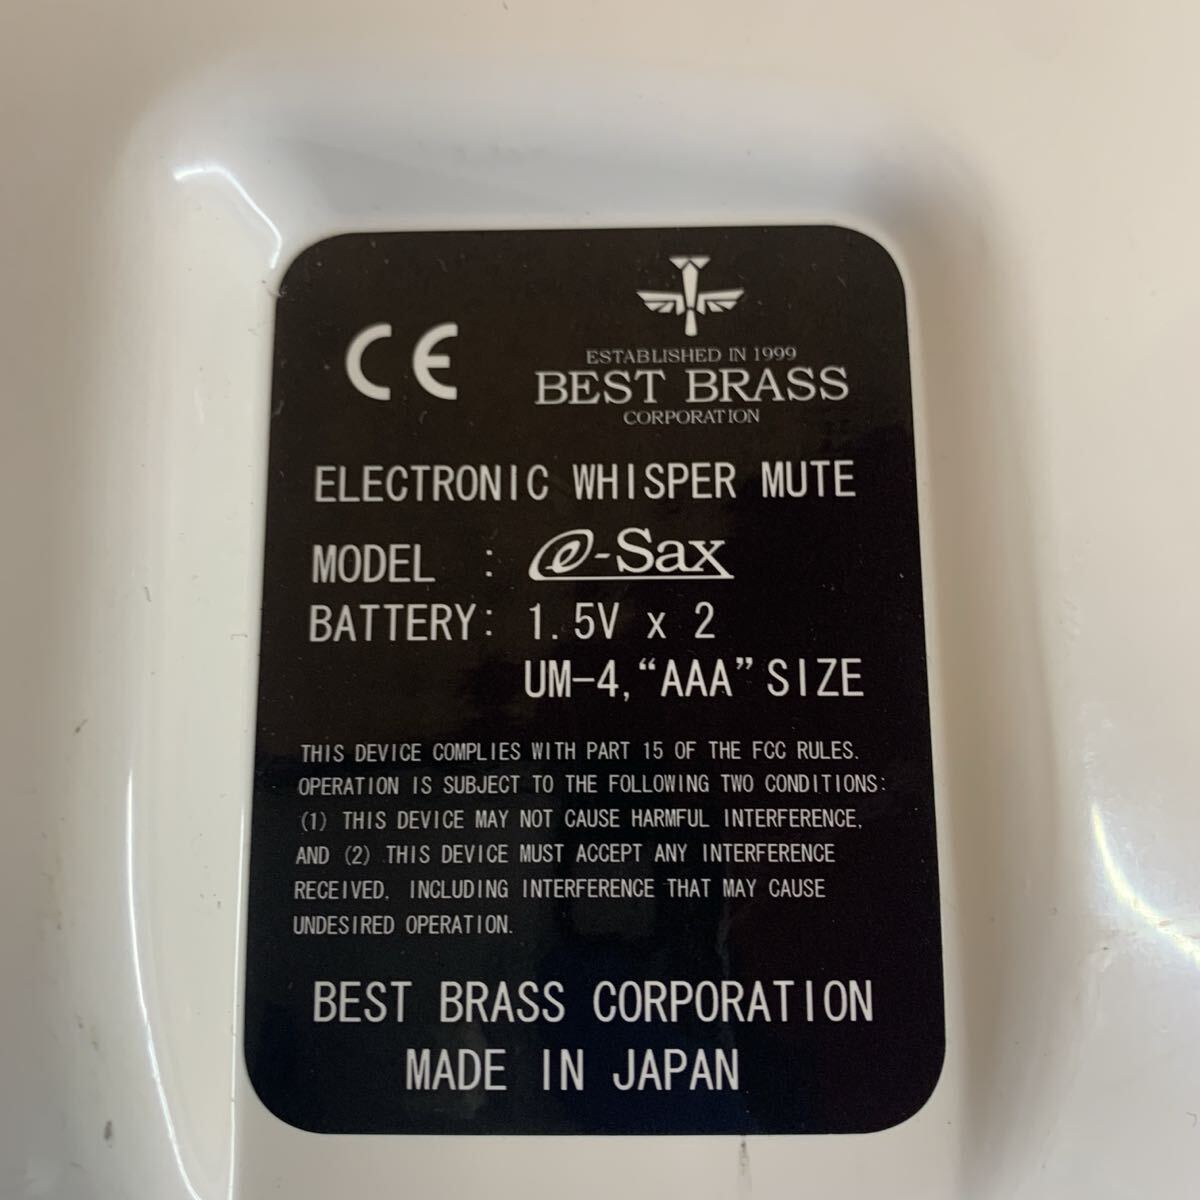 CE
ESTABLISHED IN 1999
BEST BRASS
CORPORATION
ELECTRONIC WHISPER MUTE
MODEL : e-Sax
BATTERY: 1.5V x 2
UM-4, “AAA” SIZE
THIS DEVICE COMPLIES WITH PART 15 OF THE FCC RULES.
OPERATION IS SUBJECT TO THE FOLLOWING TWO CONDITIONS:
(1) THIS DEVICE MAY NOT CAUSE HARMFUL INTERFERENCE,
AND (2) THIS DEVICE MUST ACCEPT ANY INTERFERENCE
RECEIVED, INCLUDING INTERFERENCE THAT MAY CAUSE
UNDESIRED OPERATION.
BEST BRASS CORPORATION
MADE IN JAPAN